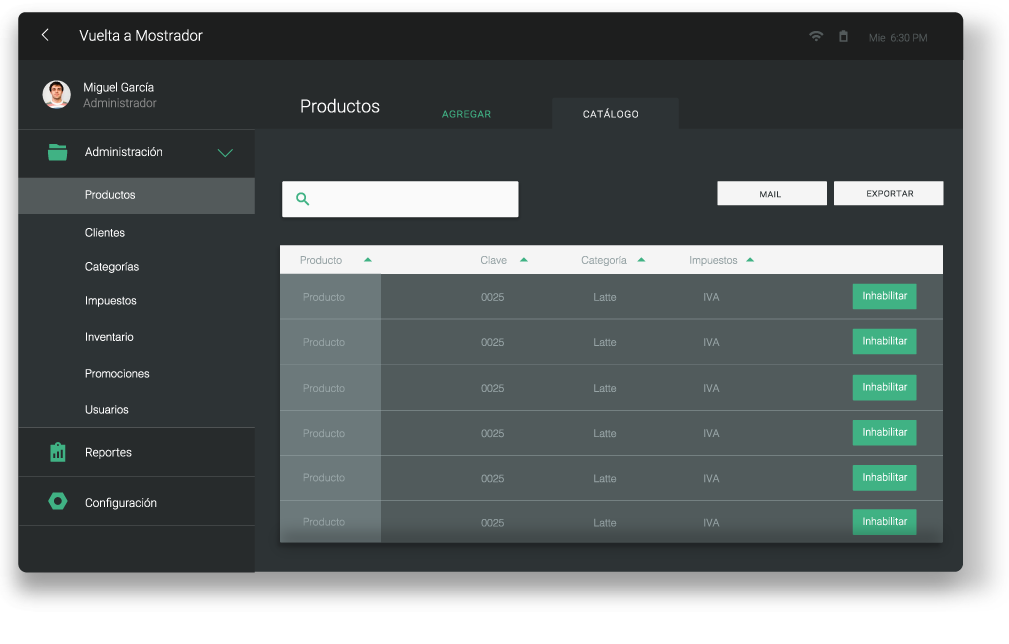 Vuelta a Mostrador
Mie 6:30 PM
Miguel García
Administrador
Productos
AGREGAR
CATÁLOGO
Administración
Productos
Clientes
Categorías
Impuestos
Inventario
Promociones
Usuarios
Reportes
Configuración
MAIL
EXPORTAR
Producto Clave Categoría Impuestos
Producto 0025 Latte IVA Inhabilitar
Producto 0025 Latte IVA Inhabilitar
Producto 0025 Latte IVA Inhabilitar
Producto 0025 Latte IVA Inhabilitar
Producto 0025 Latte IVA Inhabilitar
Producto 0025 Latte IVA Inhabilitar